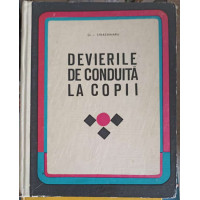 DEVIERILE
DE CONDUITĂ
LA COPII